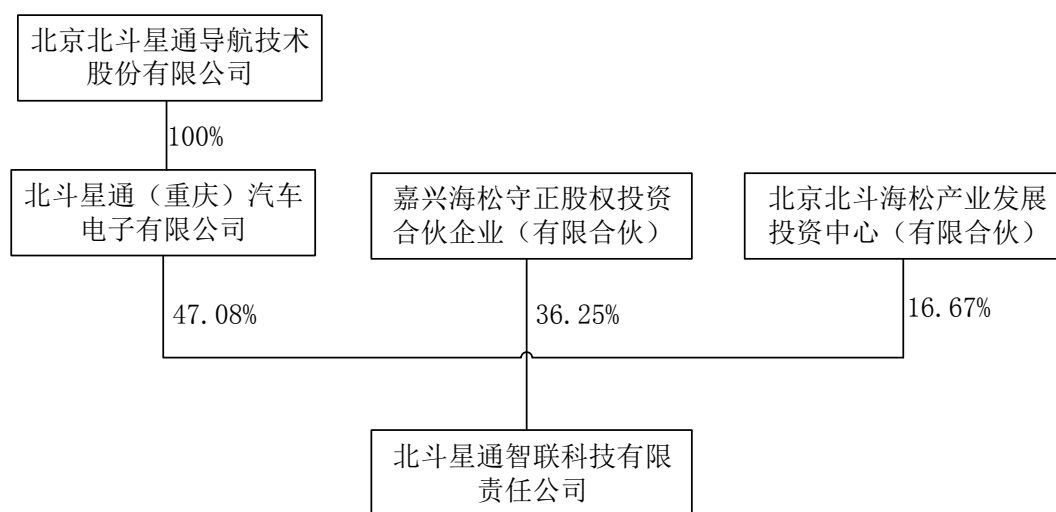 北京北斗星通导航技术
股份有限公司
100%
北斗星通（重庆）汽车
电子有限公司
嘉兴海松守正股权投资
合伙企业（有限合伙）
北京北斗海松产业发展
投资中心（有限合伙）
47.08%
36.25%
16.67%
北斗星通智联科技有限
责任公司